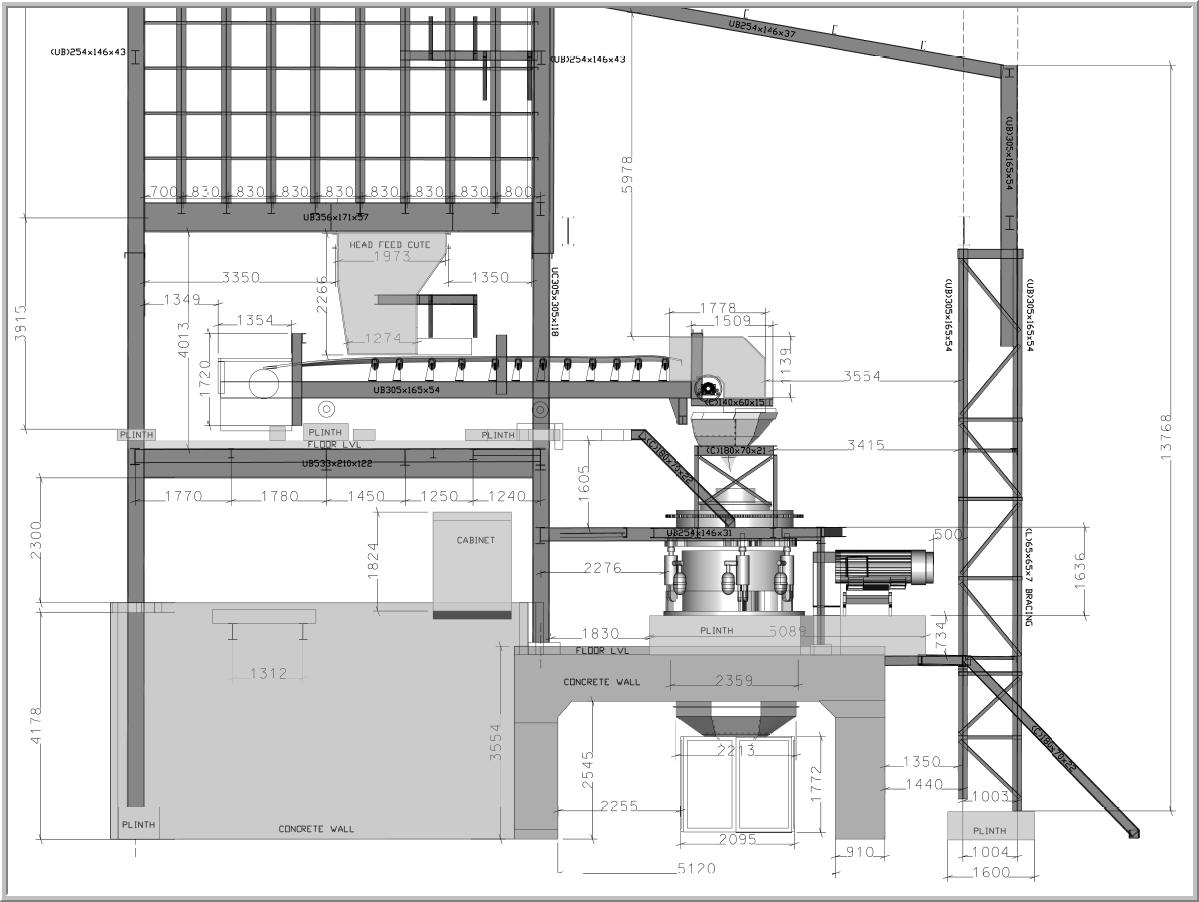 (UB)254x146x43
(UB)254x146x43
UB254x146x37
5978
(UB)305x165x54
700 830 830 830 830 830 830 830 800
UB356x171x57
HEAD FEED CUTE
1973
3350
2266
1350
1349
1354
3915
4013
1720
1274
UC305x305x118
1778
1509
139
(UB)305x165x54
(UB)305x165x54
3554
13768
UB305x165x54
(C)140x60x15
PLINTH
PLINTH
PLINTH
FLOOR LVL
(C)180x70x22
(C)180x70x21
3415
UB533x210x122
1605
1770 1780 1450 1250 1240
2300
1824
CABINET
UB254x146x31
500
2276
1636
(L)65x65x7 BRACING
1830
PLINTH
5089
734
FLOOR LVL
1312
CONCRETE WALL
2359
4178
3554
2545
2213
1772
1350
1440
1003
(C)180x70x22
2255
PLINTH
CONCRETE WALL
PLINTH
2095
910
1004
5120
1600